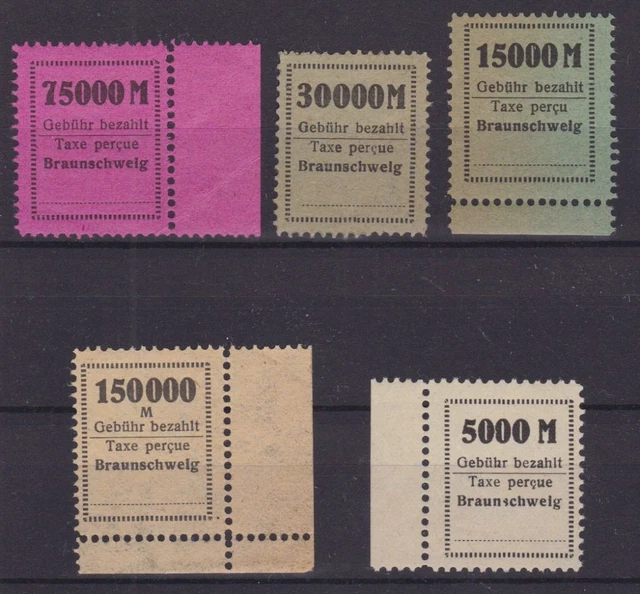 75000 M
Gebühr bezahlt
Taxe perçue
Braunschweig
30000 M
Gebühr bezahlt
Taxe perçue
Braunschweig
15000 M
Gebühr bezahlt
Taxe perçu
Braunschweig
150000
M
Gebühr bezahlt
Taxe perçue
Braunschweig
5000 M
Gebühr bezahlt
Taxe perçue
Braunschweig